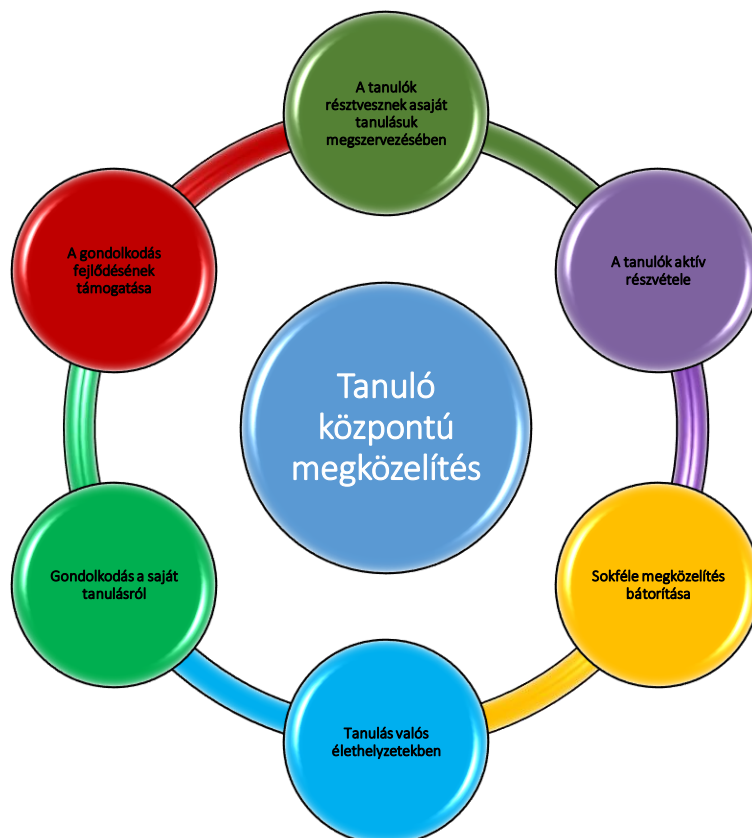 A tanulók
résztvesznek asaját
tanulásuk
megszervezésében
A tanulók aktív
részvétele
Sokféle megközelítés
bátorítása
Tanulás valós
élethelyzetekben
Gondolkodás a saját
tanulásról
A gondolkodás
fejlődésének
támogatása
Tanuló
központú
megközelítés